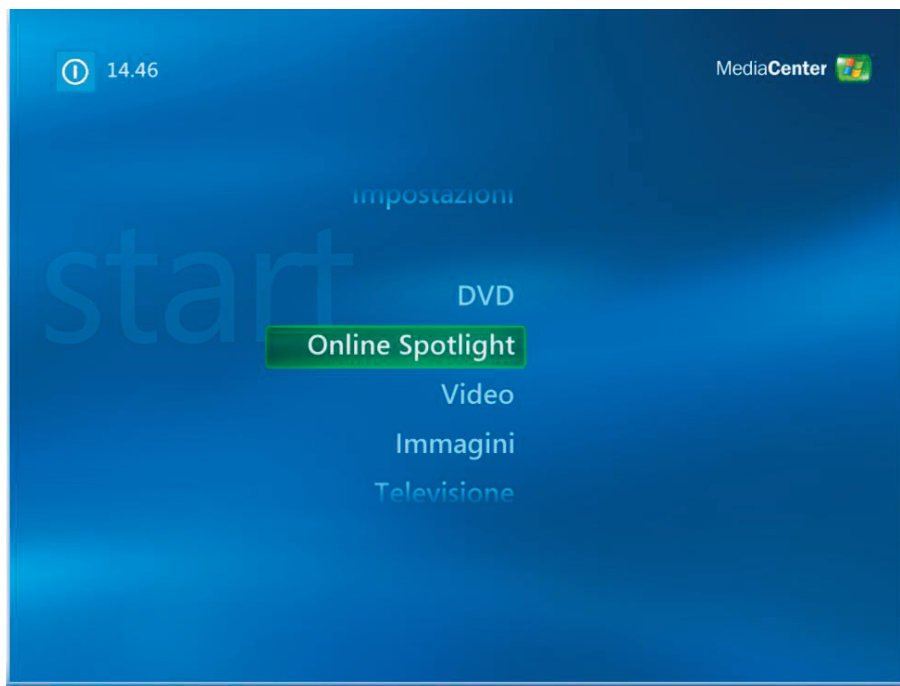 14.46
MediaCenter
Impostazioni
start
DVD
Online Spotlight
Video
Immagini
Televisione